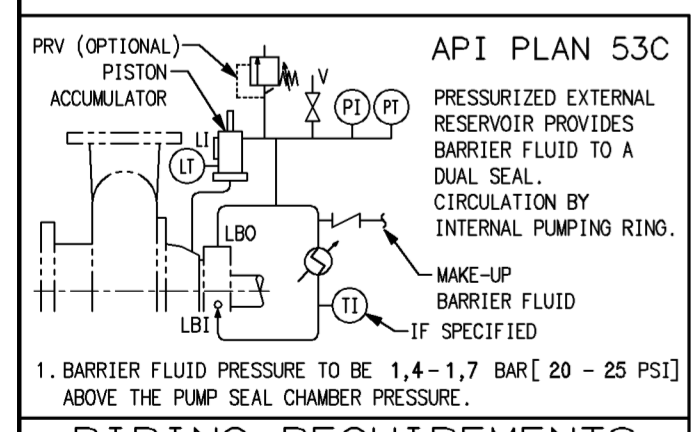 API PLAN 53C
PRV (OPTIONAL)
PISTON
ACCUMULATOR
V
PI
PT
LI
LT
LBO
LBI
TI
PRESSURIZED EXTERNAL
RESERVOIR PROVIDES
BARRIER FLUID TO A
DUAL SEAL.
CIRCULATION BY
INTERNAL PUMPING RING.
MAKE-UP
BARRIER FLUID
IF SPECIFIED
1. BARRIER FLUID PRESSURE TO BE 1,4-1,7 BAR[ 20 - 25 PSI]
ABOVE THE PUMP SEAL CHAMBER PRESSURE.
PIPING REQUIREMENTS